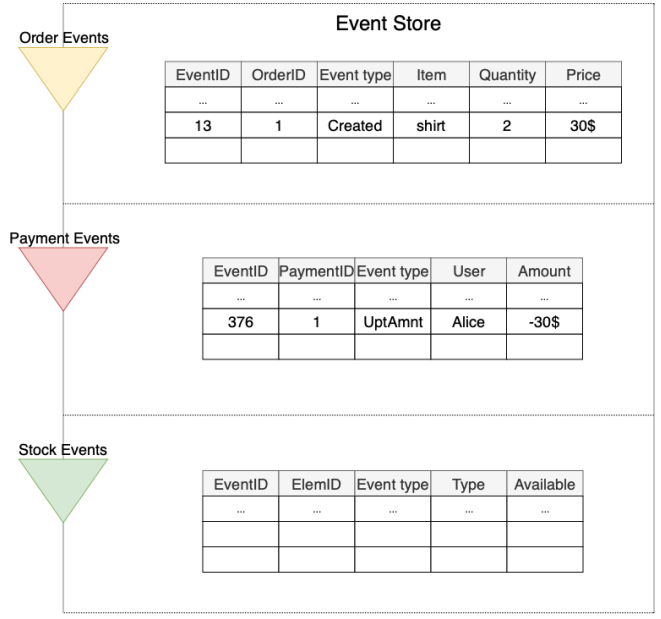 Event Store
Order Events
EventID OrderID Event type Item Quantity Price
... ... ... ... ... ...
13 1 Created shirt 2 30$
Payment Events
EventID PaymentID Event type User Amount
... ... ... ... ...
376 1 UptAmnt Alice -30$
Stock Events
EventID ElemID Event type Type Available
... ... ... ... ...